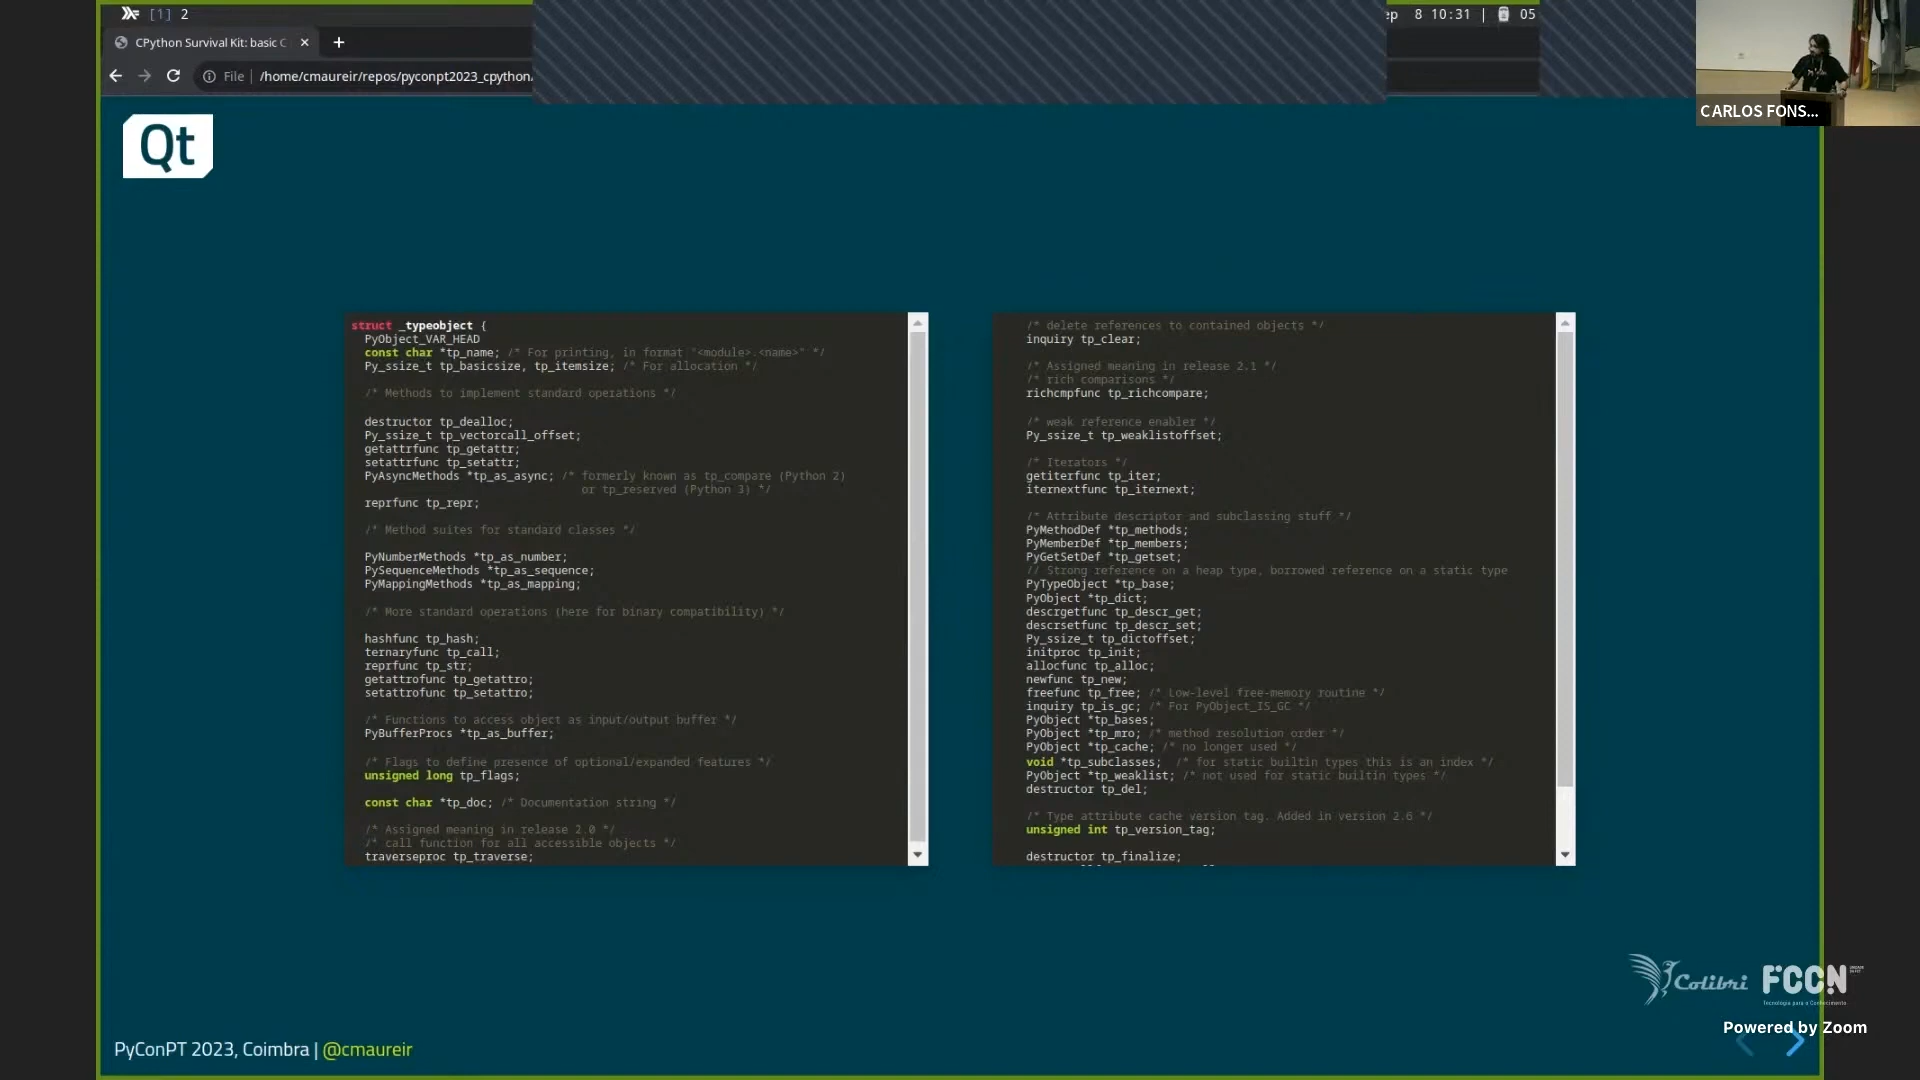 [1] 2
ep 8 10:31 | 05
CPython Survival Kit: basic C
File | /home/cmaureir/repos/pyconpt2023_cpython
CARLOS FONS...
Qt
struct _typeobject {
PyObject_VAR_HEAD
const char *tp_name; /* For printing, in format "<module>.<name>" */
Py_ssize_t tp_basicsize, tp_itemsize; /* For allocation */
/* Methods to implement standard operations */
destructor tp_dealloc;
Py_ssize_t tp_vectorcall_offset;
getattrfunc tp_getattr;
setattrfunc tp_setattr;
PyAsyncMethods *tp_as_async; /* formerly known as tp_compare (Python 2)
or tp_reserved (Python 3) */
reprfunc tp_repr;
/* Method suites for standard classes */
PyNumberMethods *tp_as_number;
PySequenceMethods *tp_as_sequence;
PyMappingMethods *tp_as_mapping;
/* More standard operations (here for binary compatibility) */
hashfunc tp_hash;
ternaryfunc tp_call;
reprfunc tp_str;
getattrofunc tp_getattro;
setattrofunc tp_setattro;
/* Functions to access object as input/output buffer */
PyBufferProcs *tp_as_buffer;
/* Flags to define presence of optional/expanded features */
unsigned long tp_flags;
const char *tp_doc; /* Documentation string */
/* Assigned meaning in release 2.0 */
/* call function for all accessible objects */
traverseproc tp_traverse;
/* delete references to contained objects */
inquiry tp_clear;
/* Assigned meaning in release 2.1 */
/* rich comparisons */
richcmpfunc tp_richcompare;
/* weak reference enabler */
Py_ssize_t tp_weaklistoffset;
/* Iterators */
getiterfunc tp_iter;
iternextfunc tp_iternext;
/* Attribute descriptor and subclassing stuff */
PyMethodDef *tp_methods;
PyMemberDef *tp_members;
PyGetSetDef *tp_getset;
// Strong reference on a heap type, borrowed reference on a static type
PyTypeObject *tp_base;
PyObject *tp_dict;
descrgetfunc tp_descr_get;
descrsetfunc tp_descr_set;
Py_ssize_t tp_dictoffset;
initproc tp_init;
allocfunc tp_alloc;
newfunc tp_new;
freefunc tp_free; /* Low-level free-memory routine */
inquiry tp_is_gc; /* For PyObject_IS_GC */
PyObject *tp_bases;
PyObject *tp_mro; /* method resolution order */
PyObject *tp_cache; /* no longer used */
void *tp_subclasses; /* for static builtin types this is an index */
PyObject *tp_weaklist; /* not used for static builtin types */
destructor tp_del;
/* Type attribute cache version tag. Added in version 2.6 */
unsigned int tp_version_tag;
destructor tp_finalize;
Colibri FCCN
Tecnologia para o Conhecimento
Powered by Zoom
PyConPT 2023, Coimbra | @cmaureir